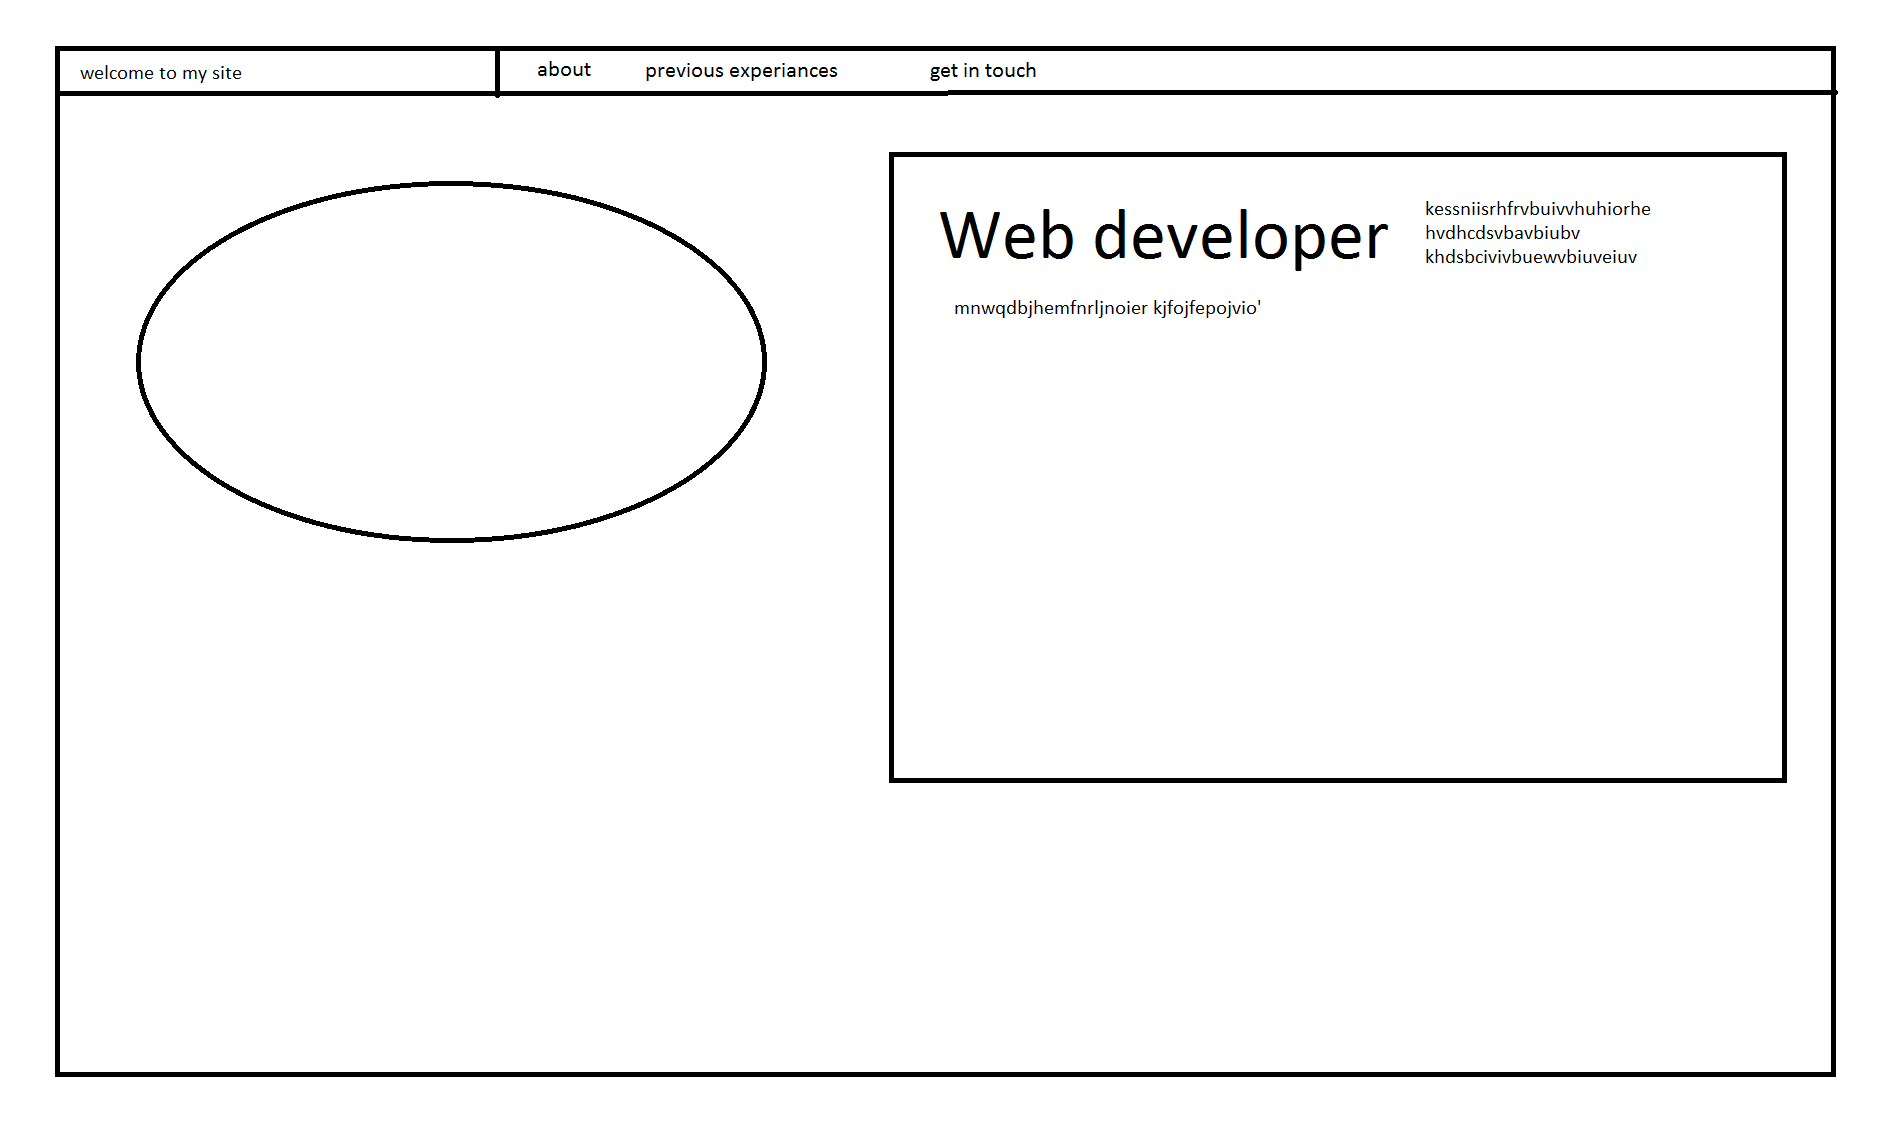 welcome to my site
about previous experiances get in touch
Web developer
kessniisrhfrvbuivvhuhiorhe
hvdhcdsvbavbiubv
khdsbcivivbuewvbiuveiuv
mnwqdbjhemfnrljnoier kjfojfepojvio'